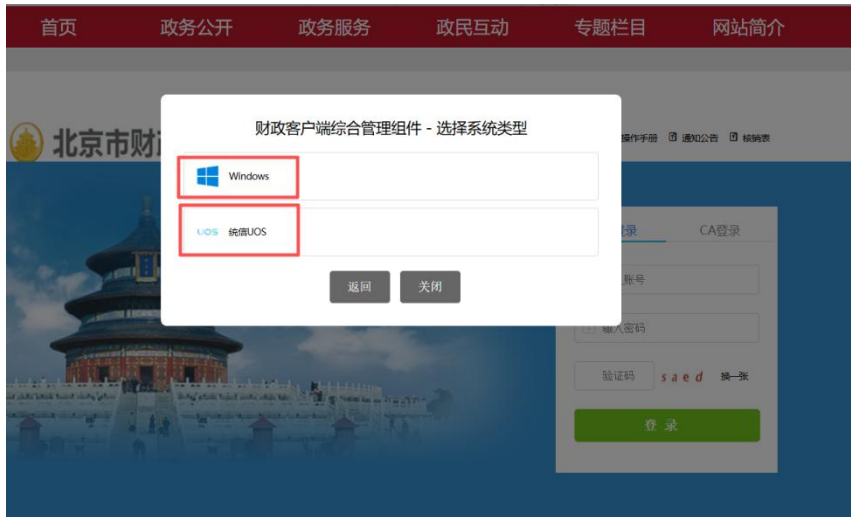 首页 政务公开 政务服务 政民互动 专题栏目 网站简介
财政客户端综合管理组件 - 选择系统类型
北京市财
操作手册 通知公告 核销表
Windows
UOS 统信UOS
登录 CA登录
返回 关闭
账号
输入密码
验证码 saed 换一张
登 录